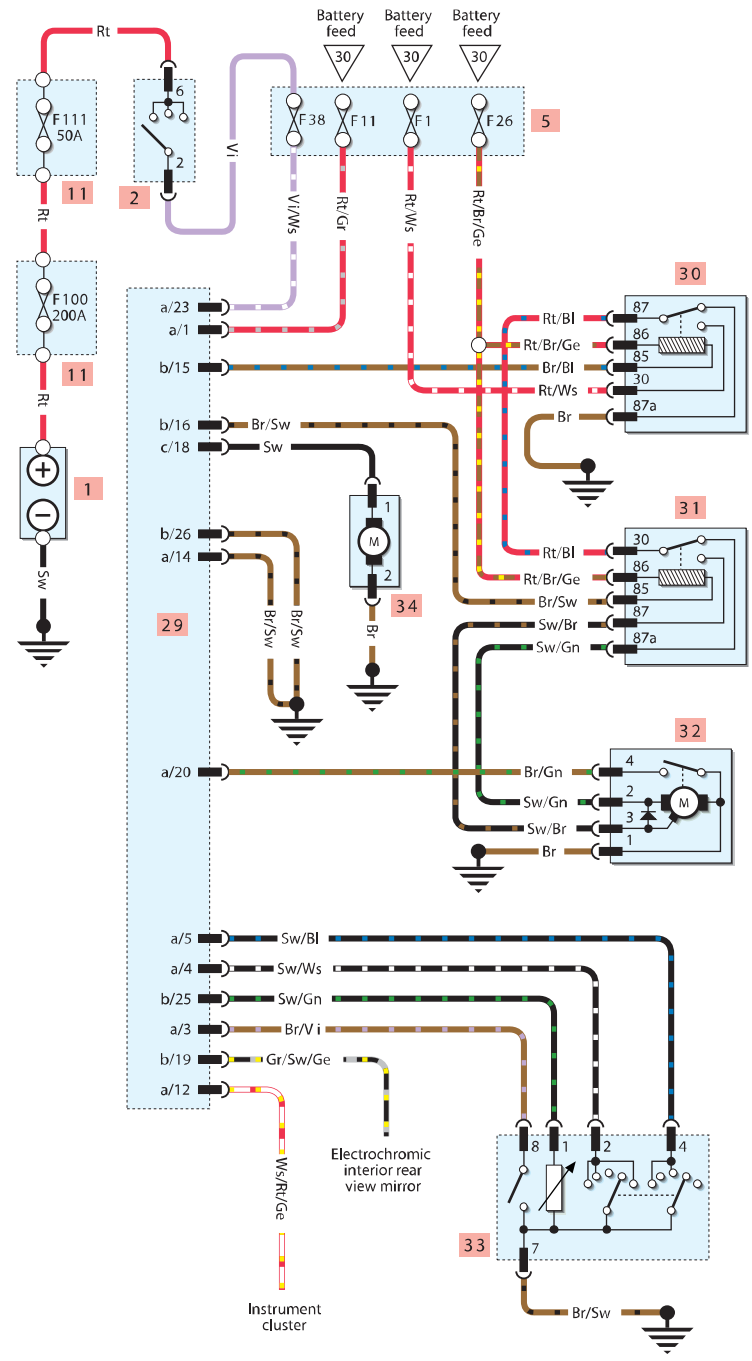 Battery
feed
30
Battery
feed
30
Battery
feed
30
Rt
F111
50A
11
6
2
2
Vi
F38
F11
F1
F26
5
Rt
Vi/Ws
Rt/Gr
Rt/Ws
Rt/Br/Ge
F100
200A
11
Rt
1
Sw
29
a/23
a/1
b/15
b/16
Br/Sw
c/18
Sw
b/26
a/14
Br/Sw
Br/Sw
1
M
2
34
Br
30
Rt/Bl
87
Rt/Br/Ge
86
Br/Bl
85
Rt/Ws
30
Br
87a
31
Rt/Bl
30
Rt/Br/Ge
86
Br/Sw
85
Sw/Br
87
Sw/Gn
87a
32
a/20
Br/Gn
4
Sw/Gn
2
M
Sw/Br
3
Br
1
a/5
Sw/Bl
a/4
Sw/Ws
b/25
Sw/Gn
a/3
Br/Vi
b/19
Gr/Sw/Ge
a/12
Ws/Rt/Ge
Electrochromic
interior rear
view mirror
Instrument
cluster
8
1
2
4
33
7
Br/Sw